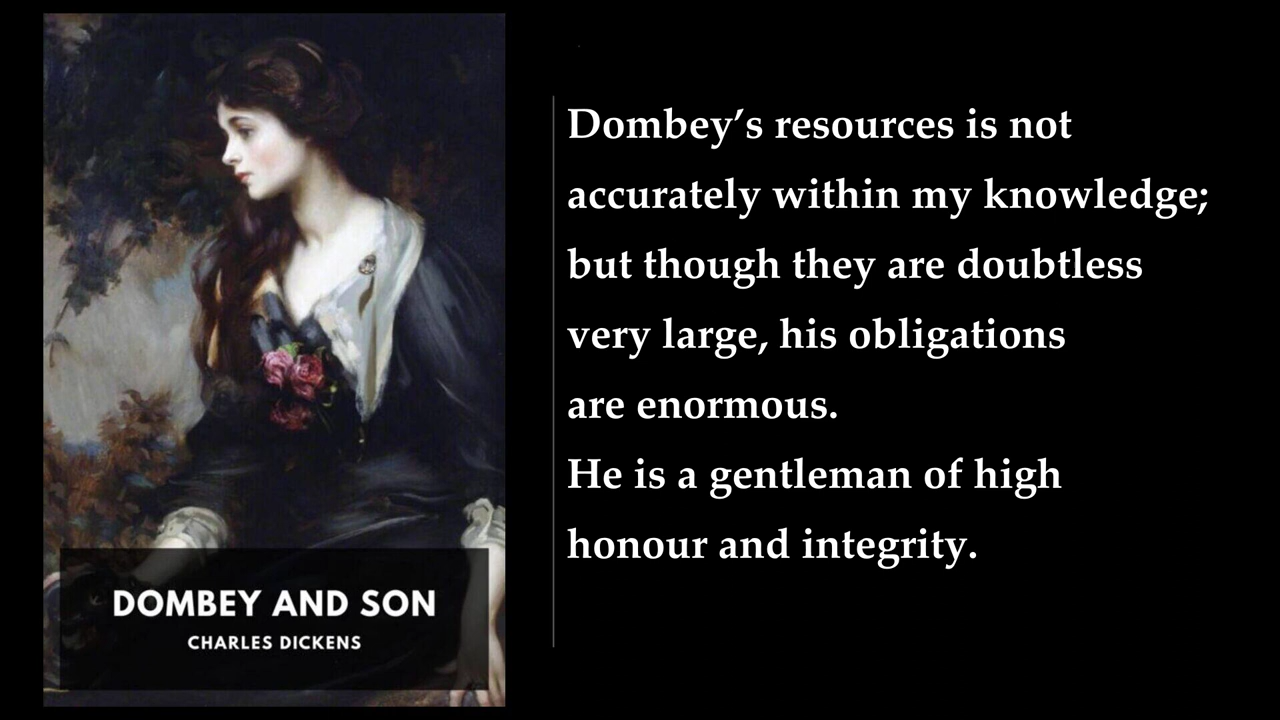 Dombey’s resources is not
accurately within my knowledge;
but though they are doubtless
very large, his obligations
are enormous.
He is a gentleman of high
honour and integrity.
DOMBEY AND SON
CHARLES DICKENS